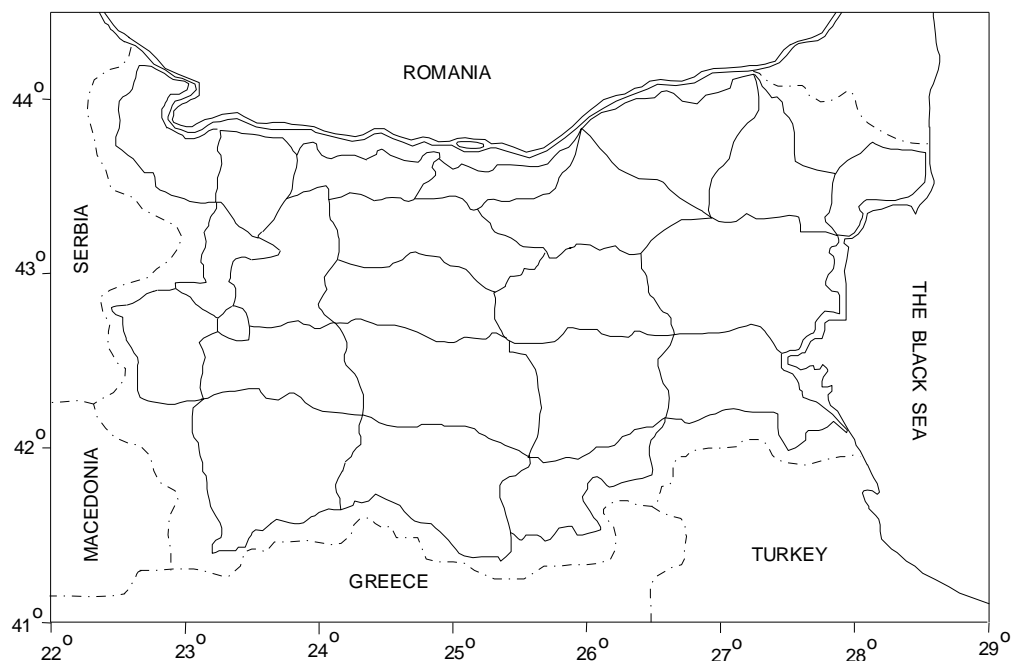 ROMANIA
44°
SERBIA
43°
THE BLACK SEA
42°
MACEDONIA
TURKEY
GREECE
41°
22° 23° 24° 25° 26° 27° 28° 29°